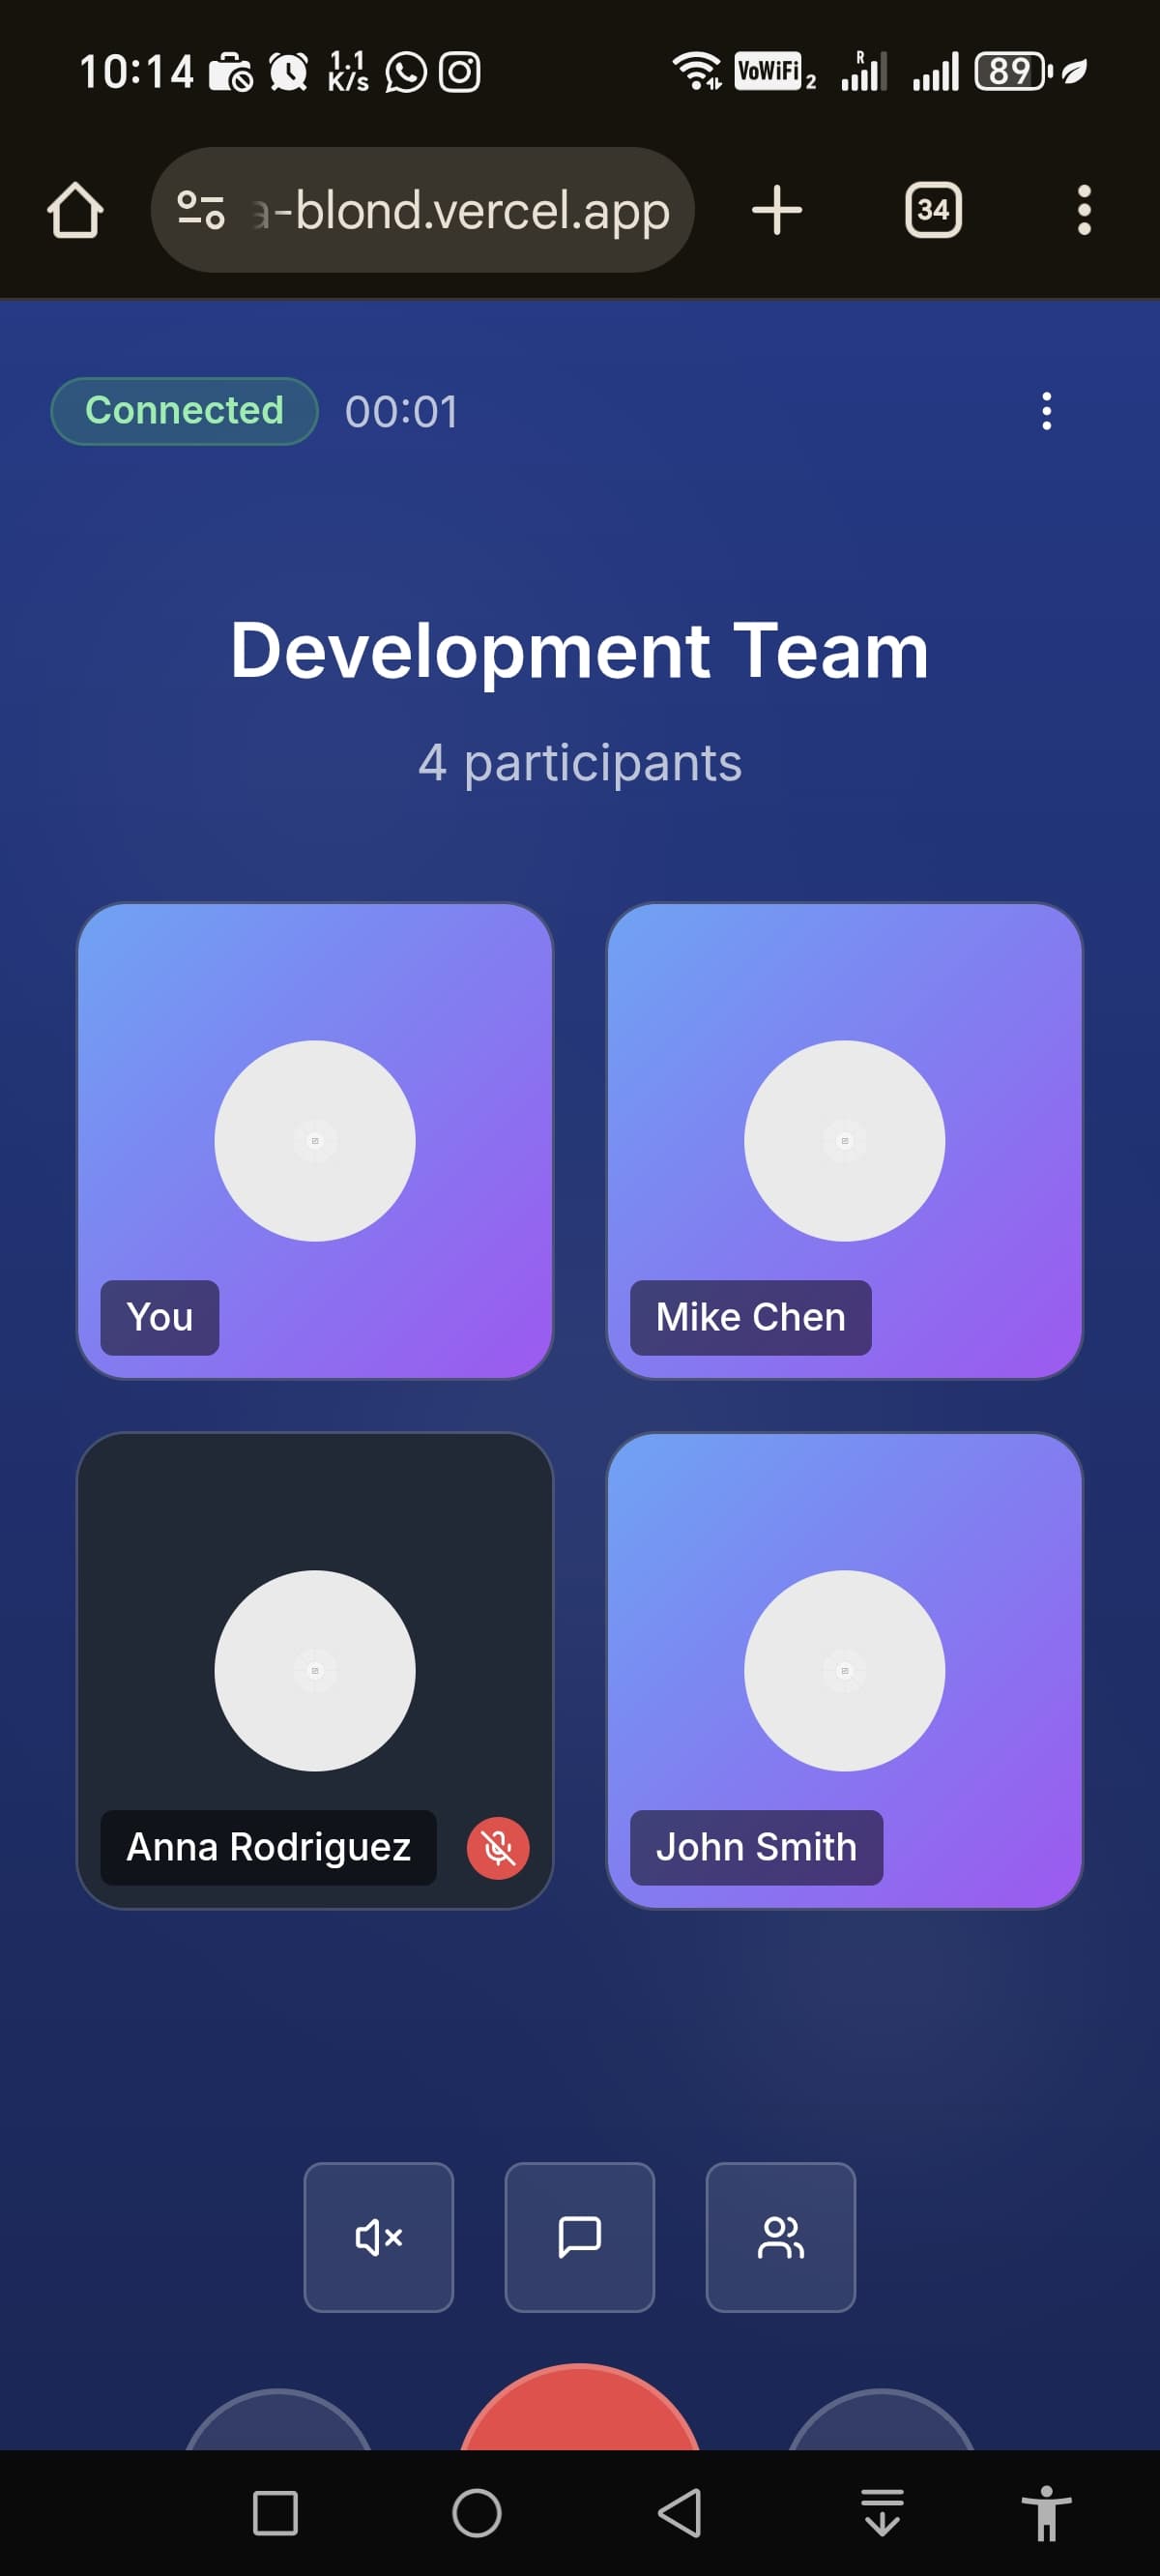 10:14
1.1
K/s
VoWiFi 2
R
89
-blond.vercel.app
34
Connected
00:01
Development Team
4 participants
You
Mike Chen
Anna Rodriguez
John Smith